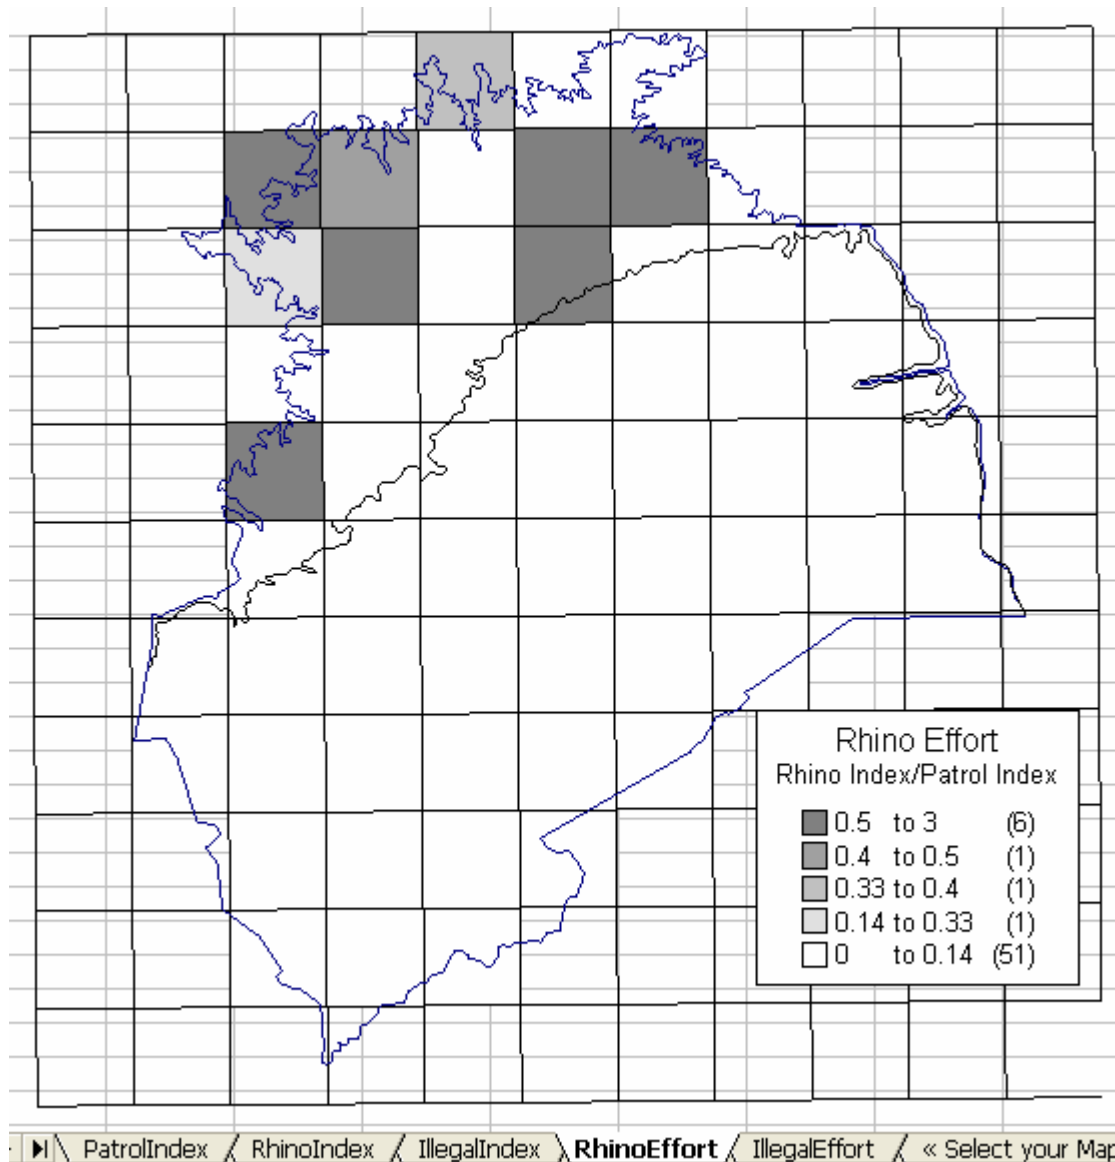 Rhino Effort
Rhino Index/Patrol Index
0.5 to 3 (6)
0.4 to 0.5 (1)
0.33 to 0.4 (1)
0.14 to 0.33 (1)
0 to 0.14 (51)
PatrolIndex / RhinoIndex / IllegalIndex \ RhinoEffort / IllegalEffort / « Select your Map